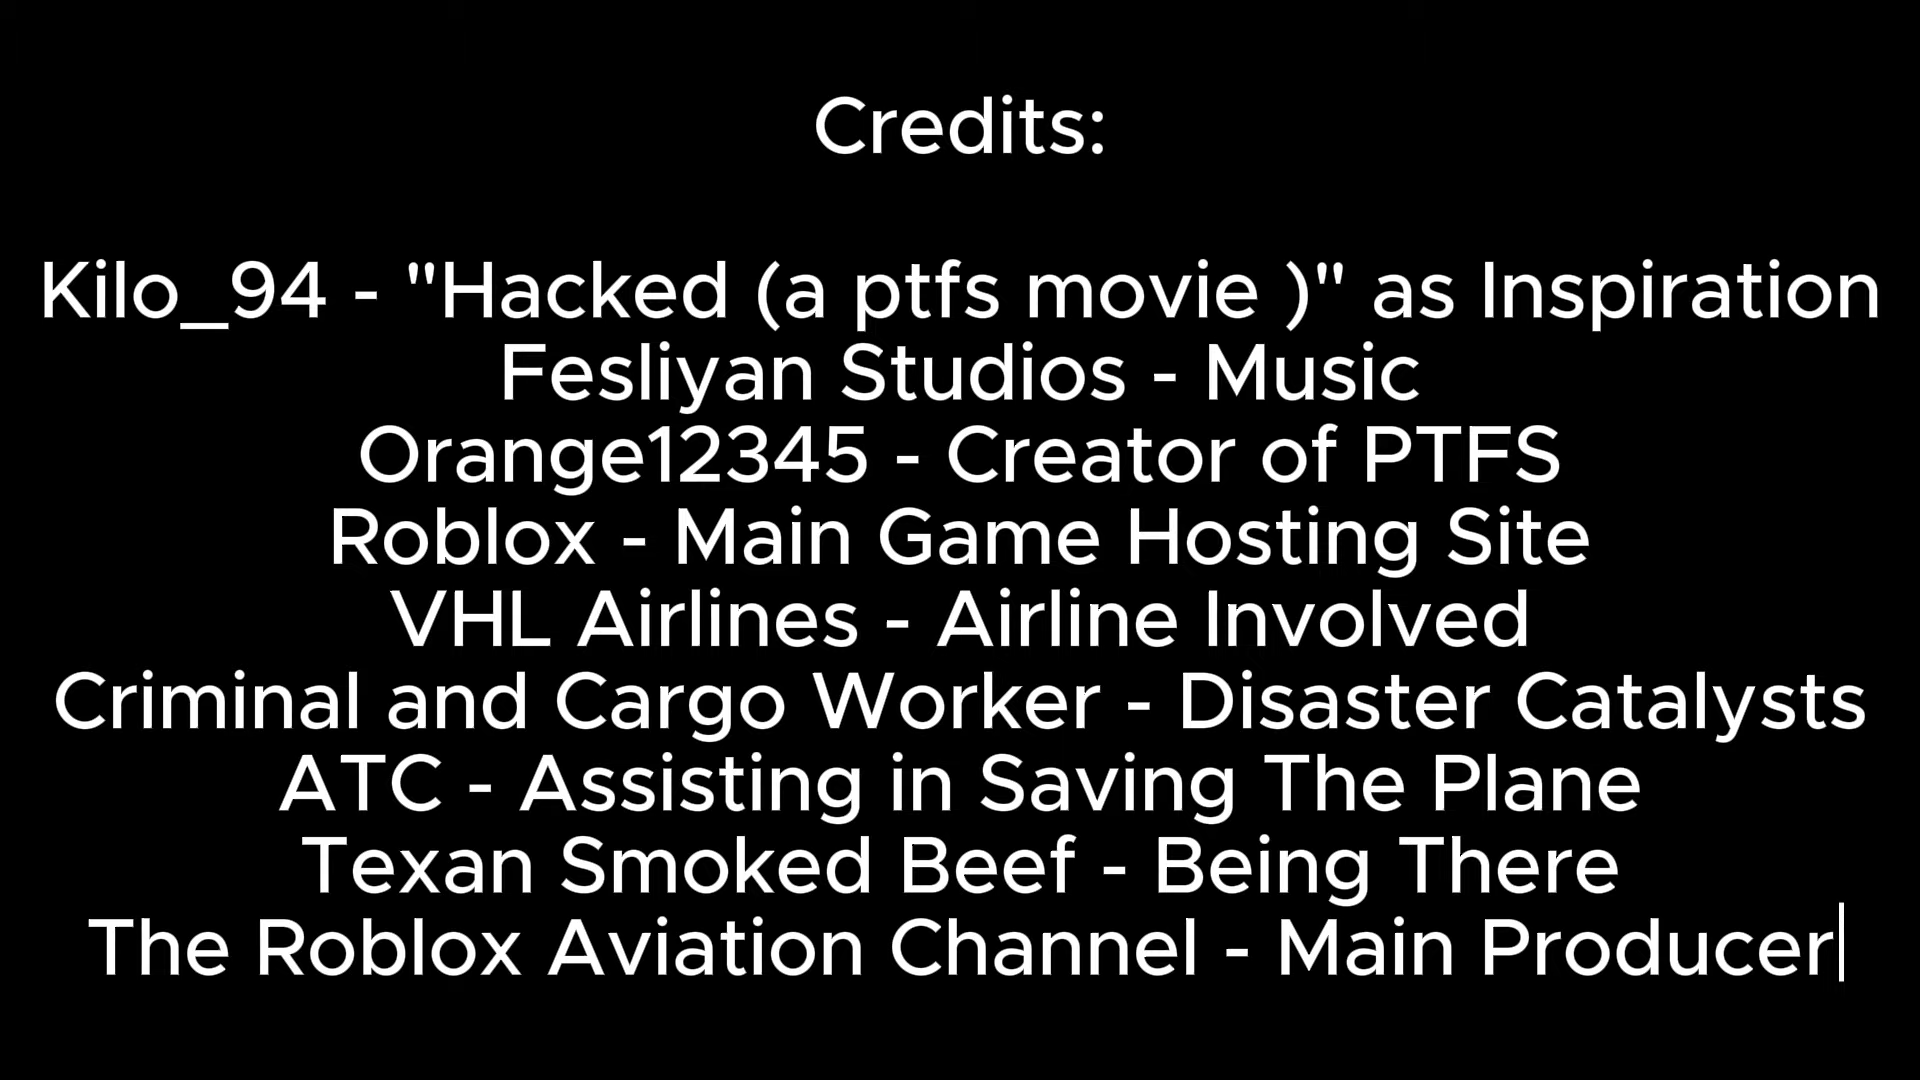 Credits:
Kilo_94 - "Hacked (a ptfs movie )" as Inspiration
Fesliyan Studios - Music
Orange12345 - Creator of PTFS
Roblox - Main Game Hosting Site
VHL Airlines - Airline Involved
Criminal and Cargo Worker - Disaster Catalysts
ATC - Assisting in Saving The Plane
Texan Smoked Beef - Being There
The Roblox Aviation Channel - Main Producer